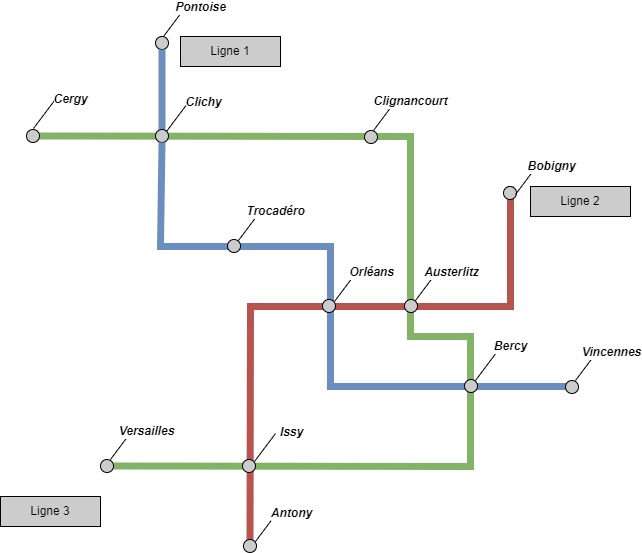 Pontoise
Ligne 1
Cergy
Clichy
Clignancourt
Bobigny
Ligne 2
Trocadéro
Orléans
Austerlitz
Bercy
Vincennes
Versailles
Issy
Ligne 3
Antony